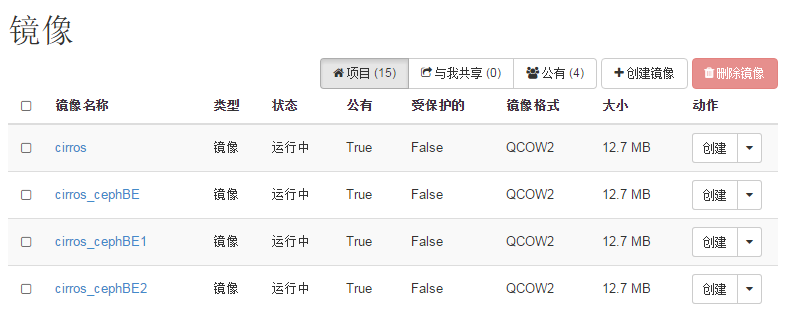 镜像
项目 (15) 与我共享 (0) 公有 (4) 创建镜像 删除镜像
镜像名称 类型 状态 公有 受保护的 镜像格式 大小 动作
cirros 镜像 运行中 True False QCOW2 12.7 MB 创建
cirros_cephBE 镜像 运行中 True False QCOW2 12.7 MB 创建
cirros_cephBE1 镜像 运行中 True False QCOW2 12.7 MB 创建
cirros_cephBE2 镜像 运行中 True False QCOW2 12.7 MB 创建